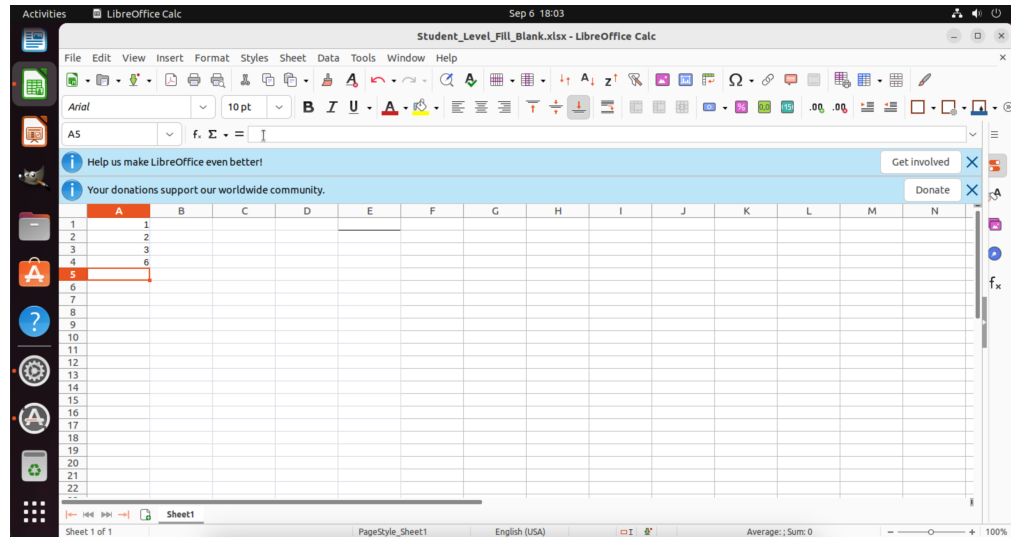 Activities LibreOffice Calc Sep 6 18:03
Student_Level_Fill_Blank.xlsx - LibreOffice Calc
File Edit View Insert Format Styles Sheet Data Tools Window Help
Arial 10 pt
A5
Help us make LibreOffice even better! Get involved
Your donations support our worldwide community. Donate
A B C D E F G H I J K L M N
1 1
2 2
3 3
4 6
5
6
7
8
9
10
11
12
13
14
15
16
17
18
19
20
21
22
Sheet1
Sheet 1 of 1 PageStyle_Sheet1 English (USA) Average: ; Sum: 0 100%